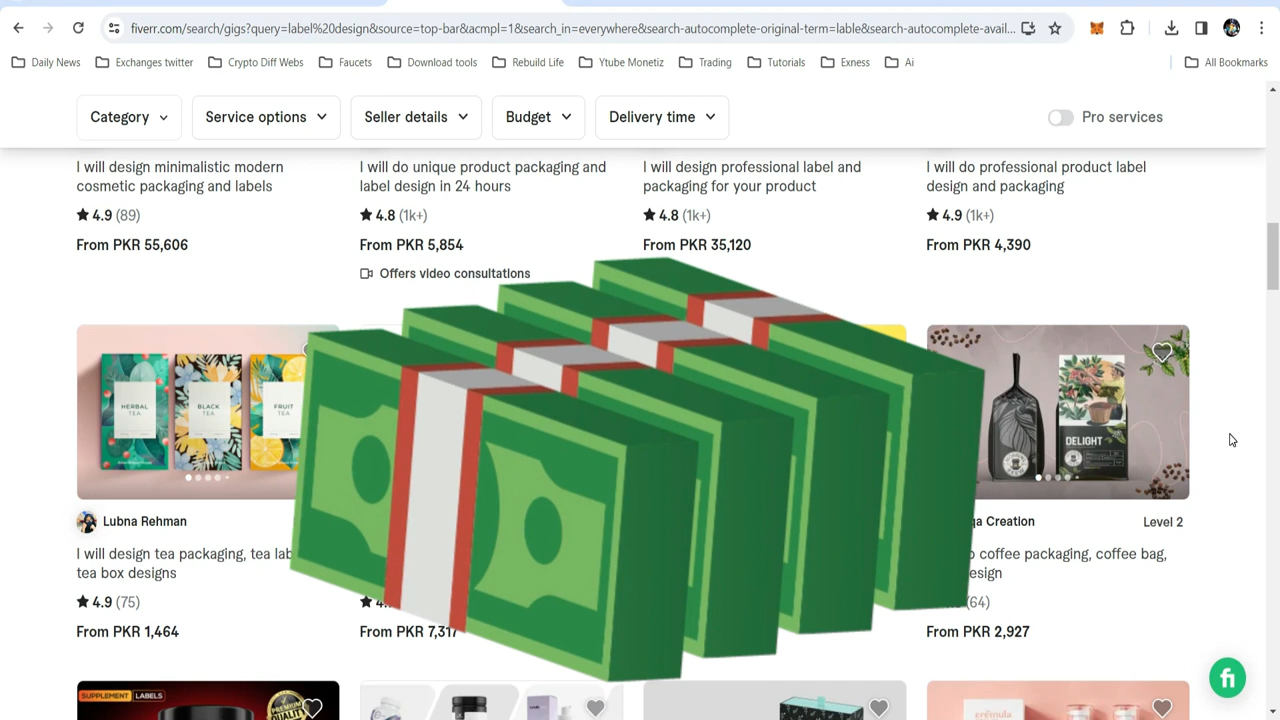 fiverr.com/search/gigs?query=label%20design&source=top-bar&acmpl=1&search_in=everywhere&search-autocomplete-original-term=lable&search-autocomplete-avail...
Daily News Exchanges twitter Crypto Diff Webs Faucets Download tools Rebuild Life Ytube Monetiz Trading Tutorials Exness Ai All Bookmarks
Category Service options Seller details Budget Delivery time Pro services
I will design minimalistic modern
cosmetic packaging and labels
4.9 (89)
From PKR 55,606
I will do unique product packaging and
label design in 24 hours
4.8 (1k+)
From PKR 5,854
Offers video consultations
I will design professional label and
packaging for your product
4.8 (1k+)
From PKR 35,120
I will do professional product label
design and packaging
4.9 (1k+)
From PKR 4,390
HERBAL
TEA
BLACK
TEA
FRUIT
TEA
Lubna Rehman
I will design tea packaging, tea
tea box designs
4.9 (75)
From PKR 1,464
From PKR 7,317
DELIGHT
Creation Level 2
coffee packaging, coffee bag,
(64)
From PKR 2,927
SUPPLEMENT LABELS
crémula
fi